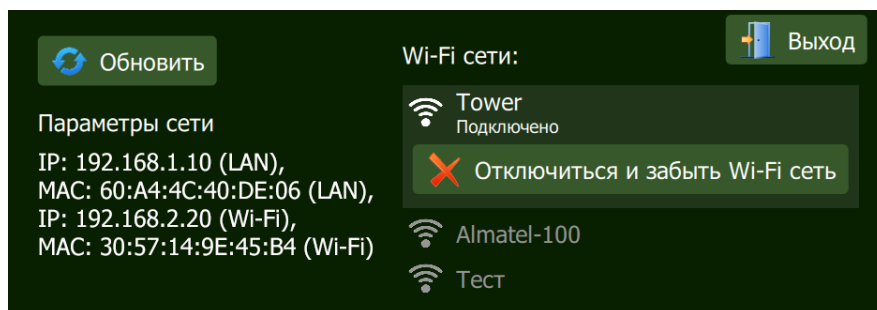 Обновить
Параметры сети
IP: 192.168.1.10 (LAN),
MAC: 60:A4:4C:40:DE:06 (LAN),
IP: 192.168.2.20 (Wi-Fi),
MAC: 30:57:14:9E:45:B4 (Wi-Fi)
Wi-Fi сети:
Выход
Tower
Подключено
Отключиться и забыть Wi-Fi сеть
Almatel-100
Тест